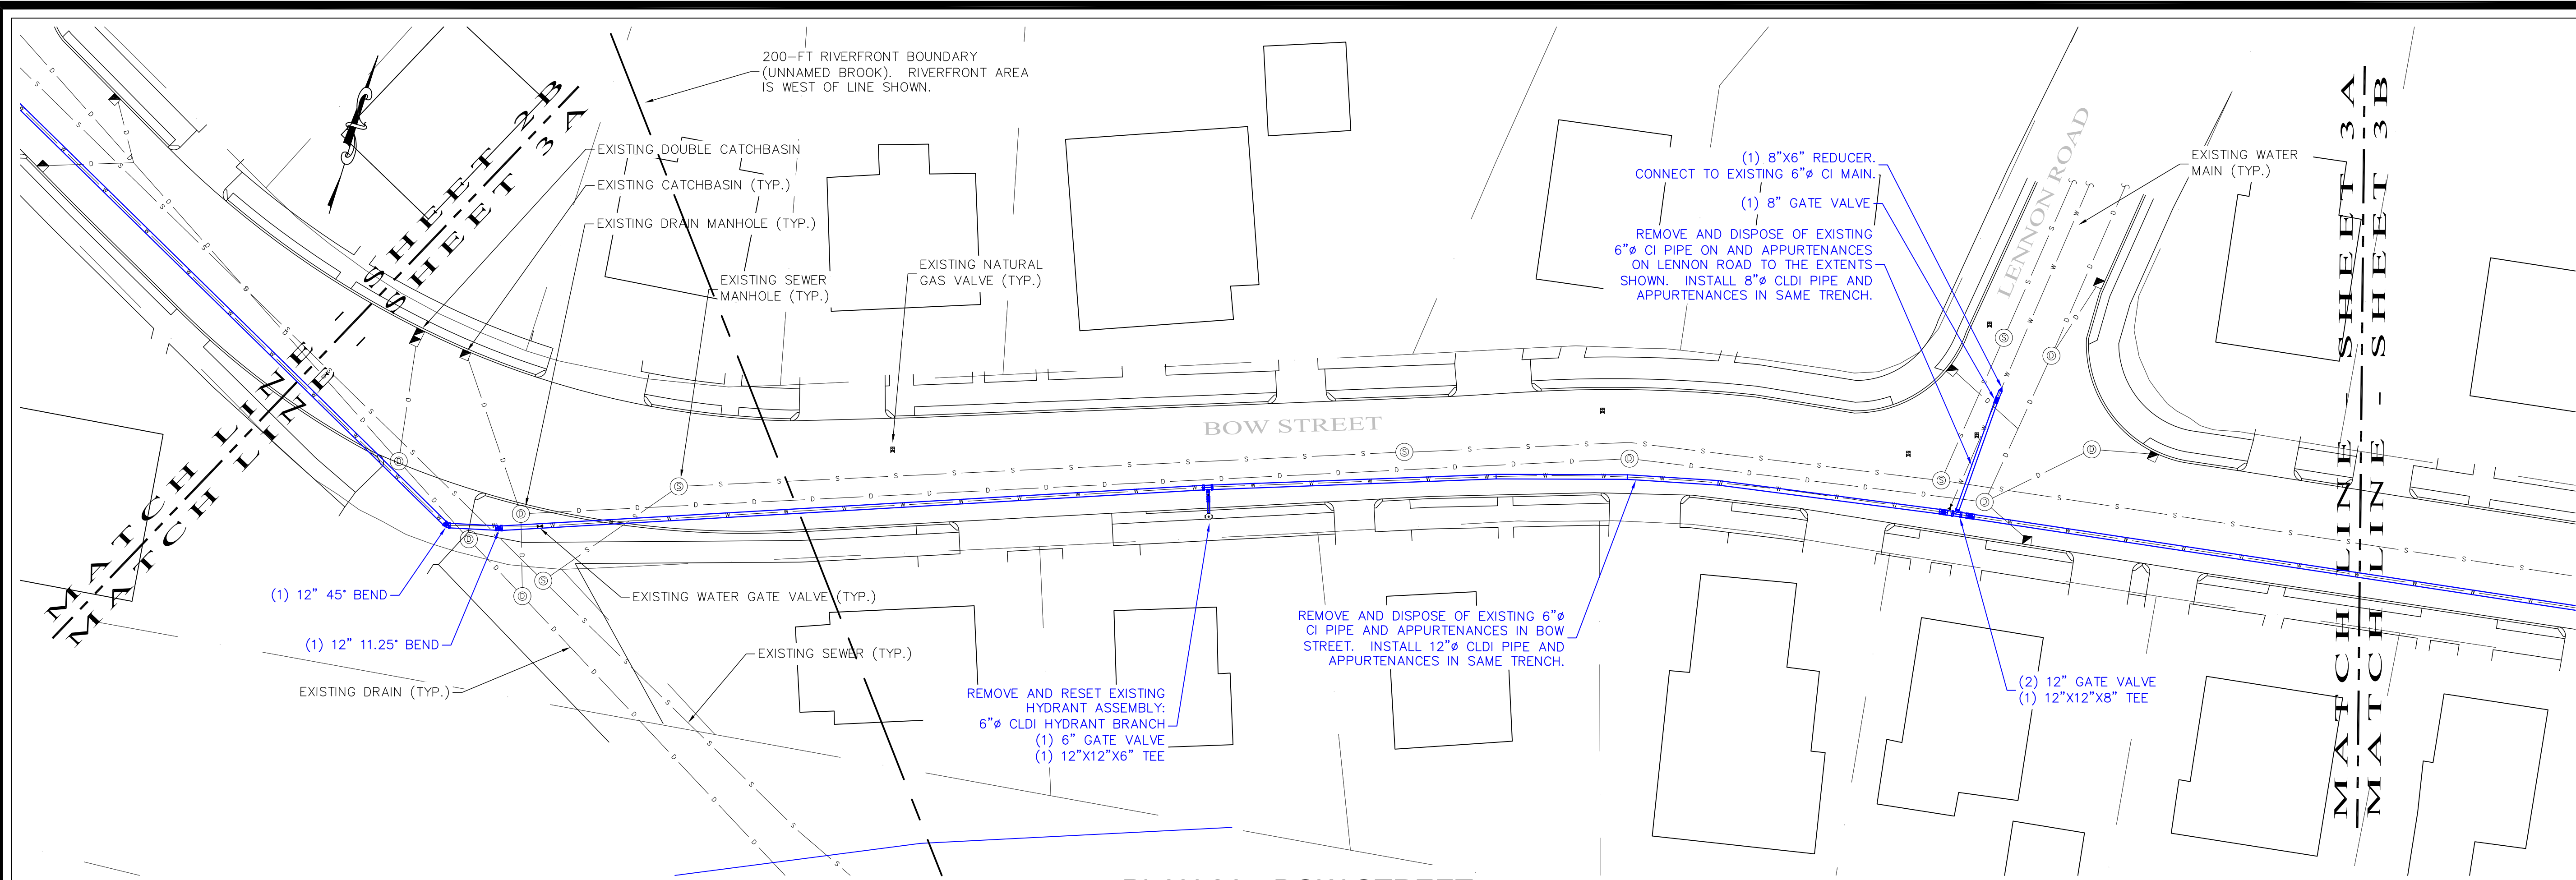 200-FT RIVERFRONT BOUNDARY
(UNNAMED BROOK). RIVERFRONT AREA
IS WEST OF LINE SHOWN.
EXISTING DOUBLE CATCHBASIN
EXISTING CATCHBASIN (TYP.)
EXISTING DRAIN MANHOLE (TYP.)
EXISTING SEWER
MANHOLE (TYP.)
EXISTING NATURAL
GAS VALVE (TYP.)
MATCH LINE - SHEET 2B
MATCH LINE - SHEET 3A
(1) 8"X6" REDUCER.
CONNECT TO EXISTING 6"ø CI MAIN.
(1) 8" GATE VALVE
REMOVE AND DISPOSE OF EXISTING
6"ø CI PIPE ON AND APPURTENANCES
ON LENNON ROAD TO THE EXTENTS
SHOWN. INSTALL 8"ø CLDI PIPE AND
APPURTENANCES IN SAME TRENCH.
LENNON ROAD
EXISTING WATER
MAIN (TYP.)
MATCH LINE - SHEET 3A
MATCH LINE - SHEET 3B
BOW STREET
(1) 12" 45° BEND
(1) 12" 11.25° BEND
EXISTING DRAIN (TYP.)
EXISTING WATER GATE VALVE (TYP.)
EXISTING SEWER (TYP.)
REMOVE AND RESET EXISTING
HYDRANT ASSEMBLY:
6"ø CLDI HYDRANT BRANCH
(1) 6" GATE VALVE
(1) 12"X12"X6" TEE
REMOVE AND DISPOSE OF EXISTING 6"ø
CI PIPE AND APPURTENANCES IN BOW
STREET. INSTALL 12"ø CLDI PIPE AND
APPURTENANCES IN SAME TRENCH.
(2) 12" GATE VALVE
(1) 12"X12"X8" TEE